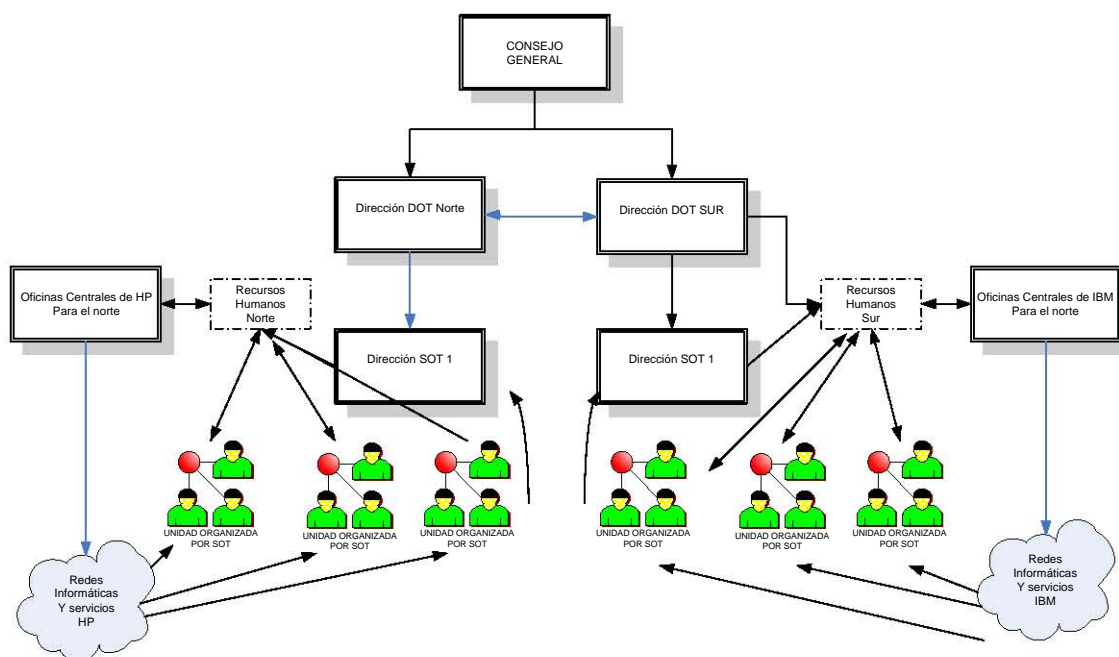 CONSEJO
GENERAL
Dirección DOT Norte
Dirección DOT SUR
Oficinas Centrales de HP
Para el norte
Recursos
Humanos
Norte
Recursos
Humanos
Sur
Oficinas Centrales de IBM
Para el norte
Dirección SOT 1
Dirección SOT 1
UNIDAD ORGANIZADA
POR SOT
UNIDAD ORGANIZADA
POR SOT
UNIDAD ORGANIZADA
POR SOT
UNIDAD ORGANIZADA
POR SOT
UNIDAD ORGANIZADA
POR SOT
UNIDAD ORGANIZADA
POR SOT
Redes
Informáticas
Y servicios
HP
Redes
Informáticas
Y servicios
IBM